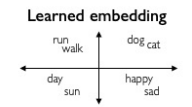 Learned embedding
run
walk
dog
cat
day
sun
happy
sad